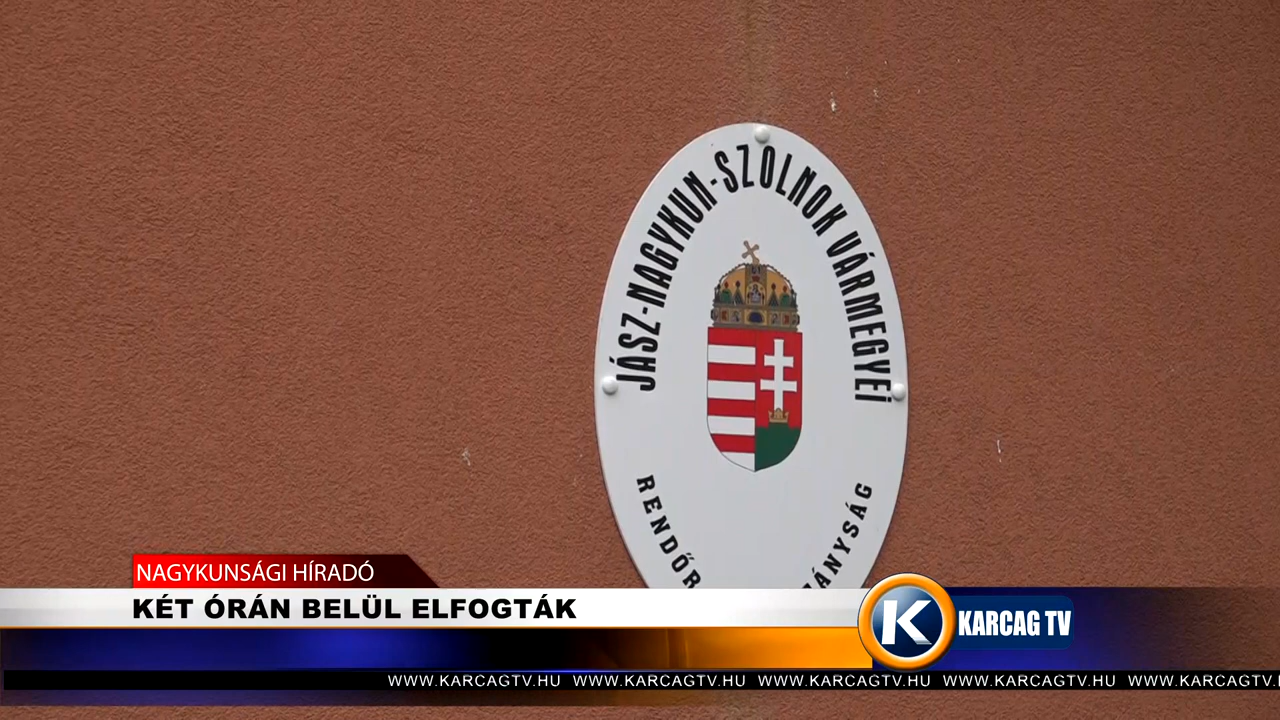 JÁSZ-NAGYKUN-SZOLNOK VÁRMEGYEI
NAGYKUNSÁGI HÍRADÓ
KÉT ÓRÁN BELÜL ELFOGTÁK
K KARCAG TV
WWW.KARCAGTV.HU WWW.KARCAGTV.HU WWW.KARCAGTV.HU WWW.KARCAGTV.HU WWW.KARCAGTV.HU